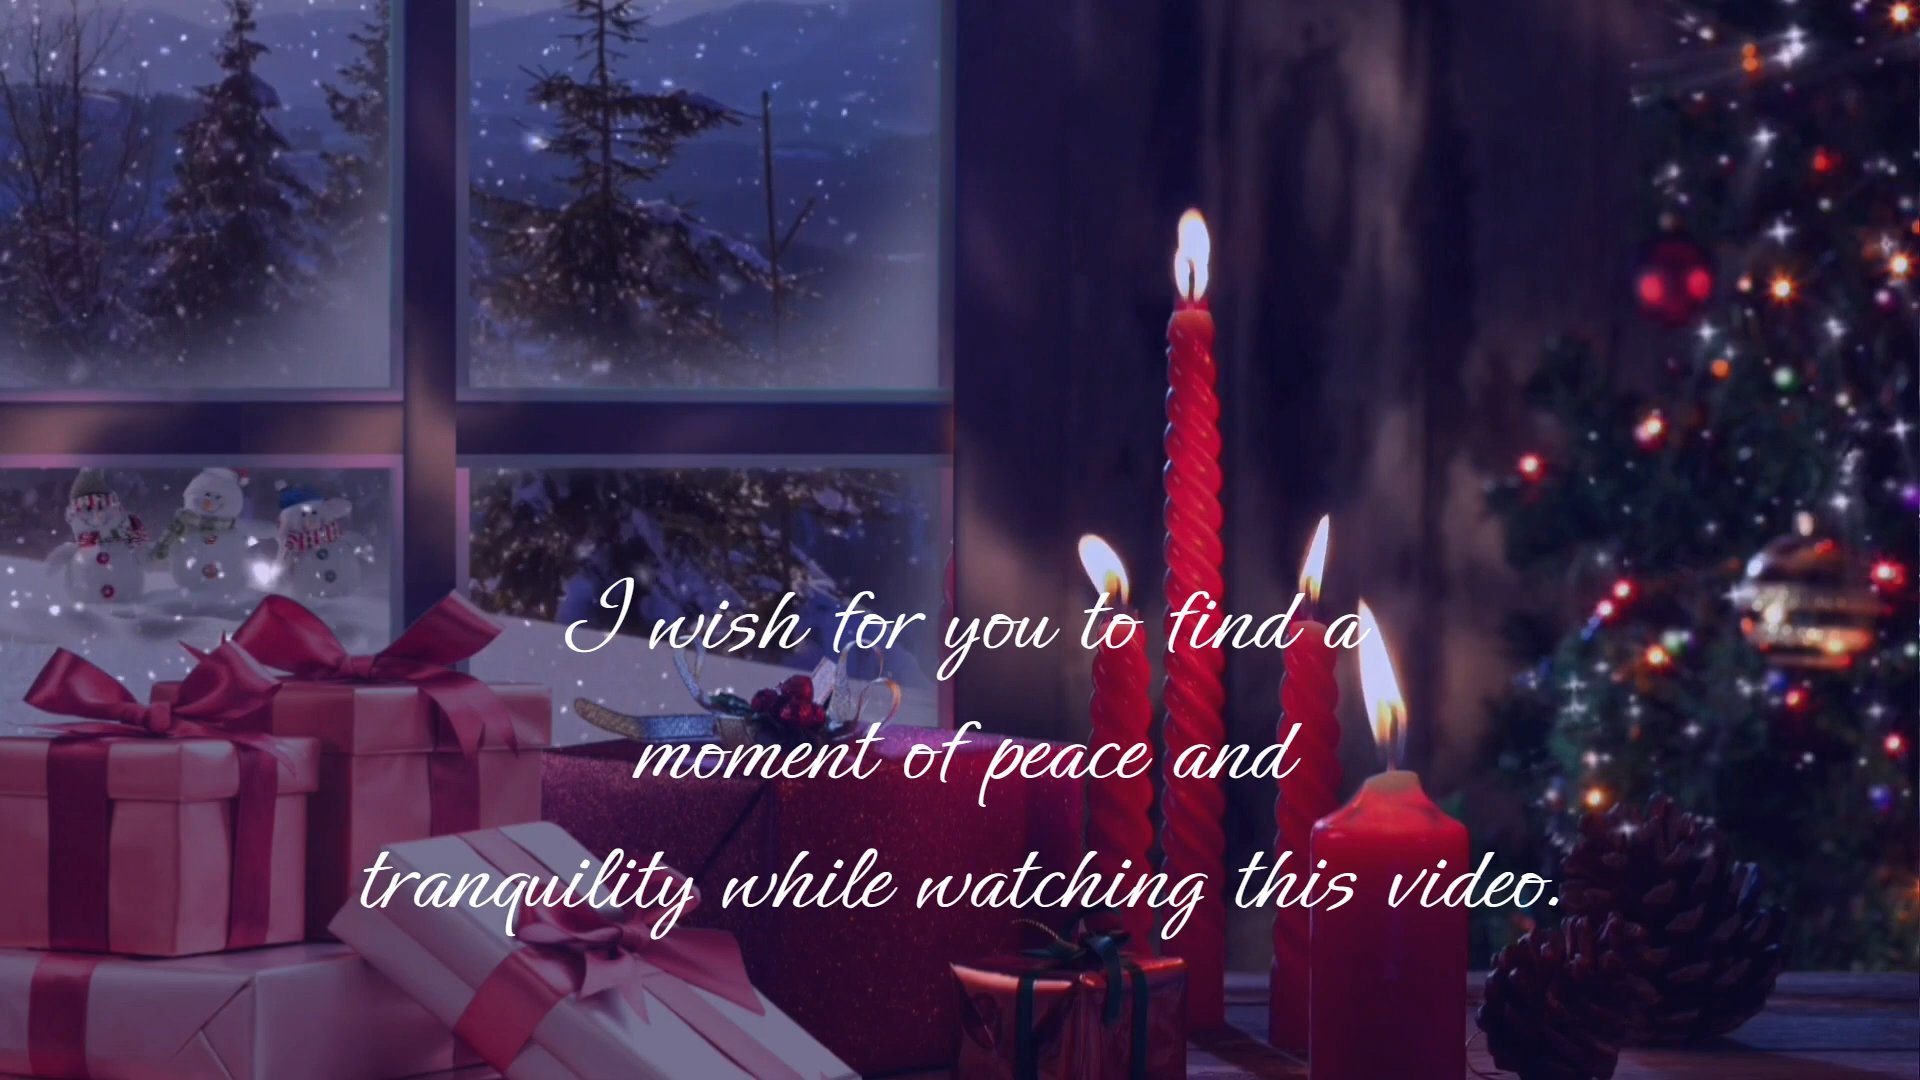 I wish for you to find a
moment of peace and
tranquility while watching this video.